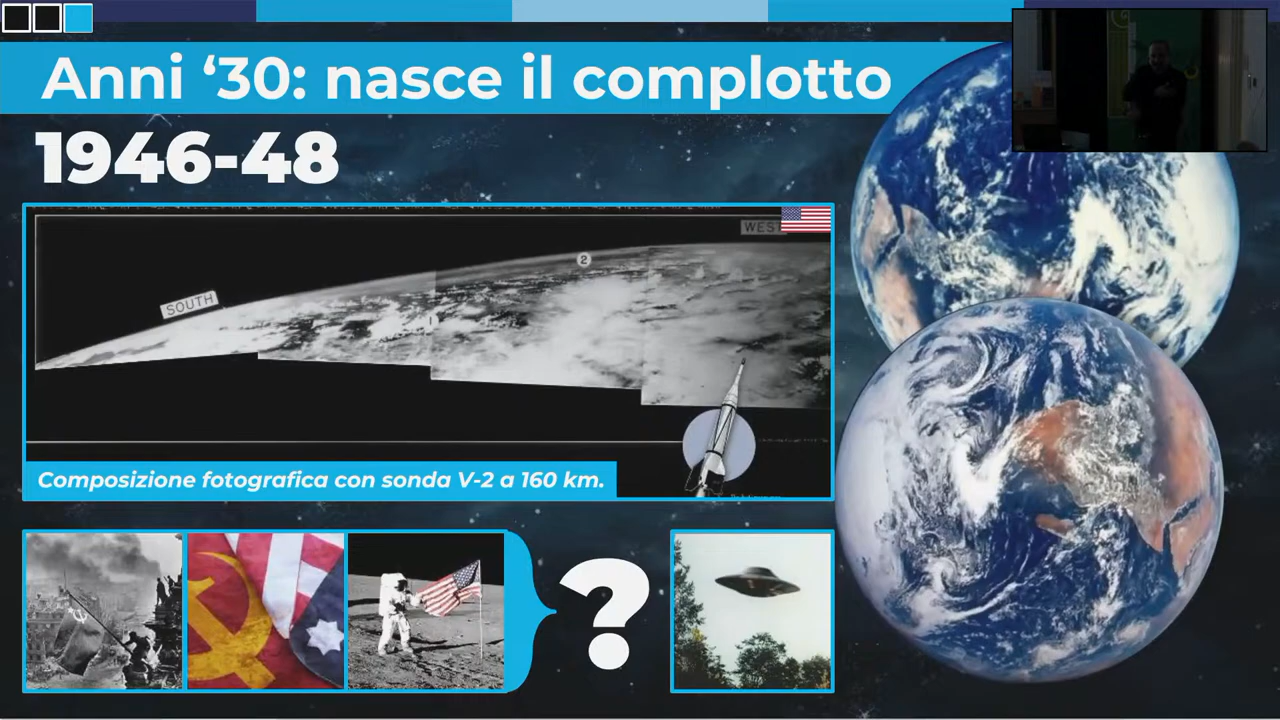 Anni ‘30: nasce il complotto
1946-48
WEST
SOUTH
2
Composizione fotografica con sonda V-2 a 160 km.
?